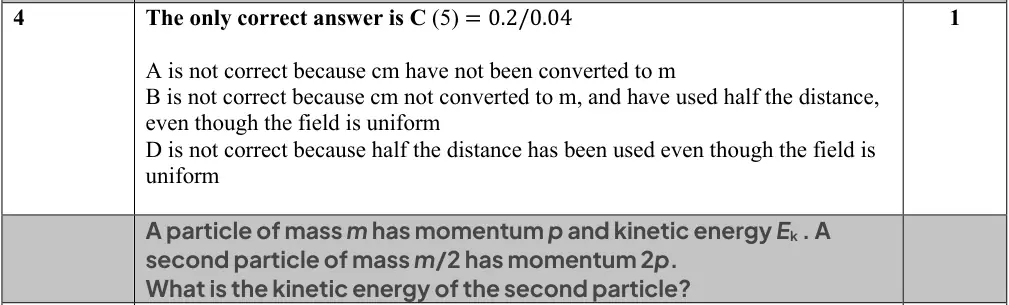 4 The only correct answer is C (5) = 0.2/0.04 1
A is not correct because cm have not been converted to m
B is not correct because cm not converted to m, and have used half the distance,
even though the field is uniform
D is not correct because half the distance has been used even though the field is
uniform
A particle of mass m has momentum p and kinetic energy Eₖ . A
second particle of mass m/2 has momentum 2p.
What is the kinetic energy of the second particle?